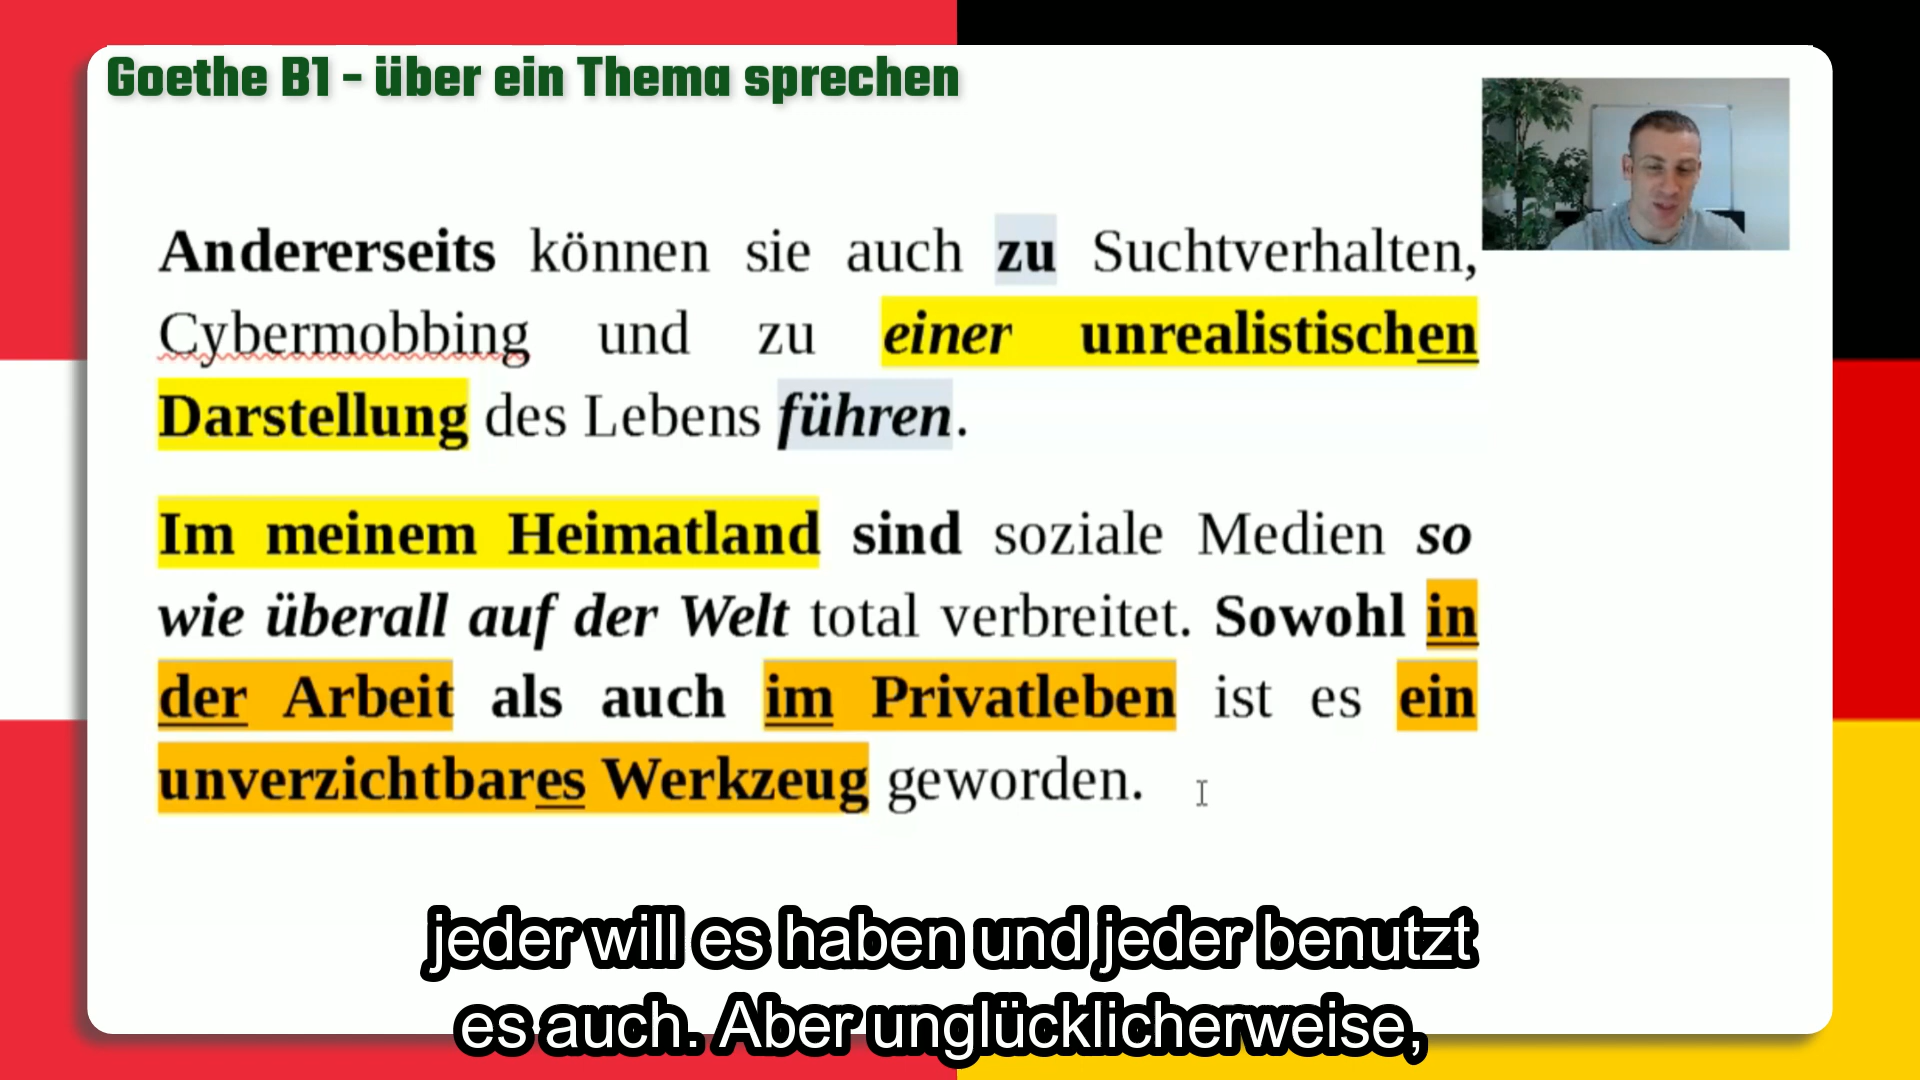 Goethe B1 - über ein Thema sprechen
Andererseits können sie auch zu Suchtverhalten,
Cybermobbing und zu einer unrealistischen
Darstellung des Lebens führen.
Im meinem Heimatland sind soziale Medien so
wie überall auf der Welt total verbreitet. Sowohl in
der Arbeit als auch im Privatleben ist es ein
unverzichtbares Werkzeug geworden.
jeder will es haben und jeder benutzt
es auch. Aber unglücklicherweise,